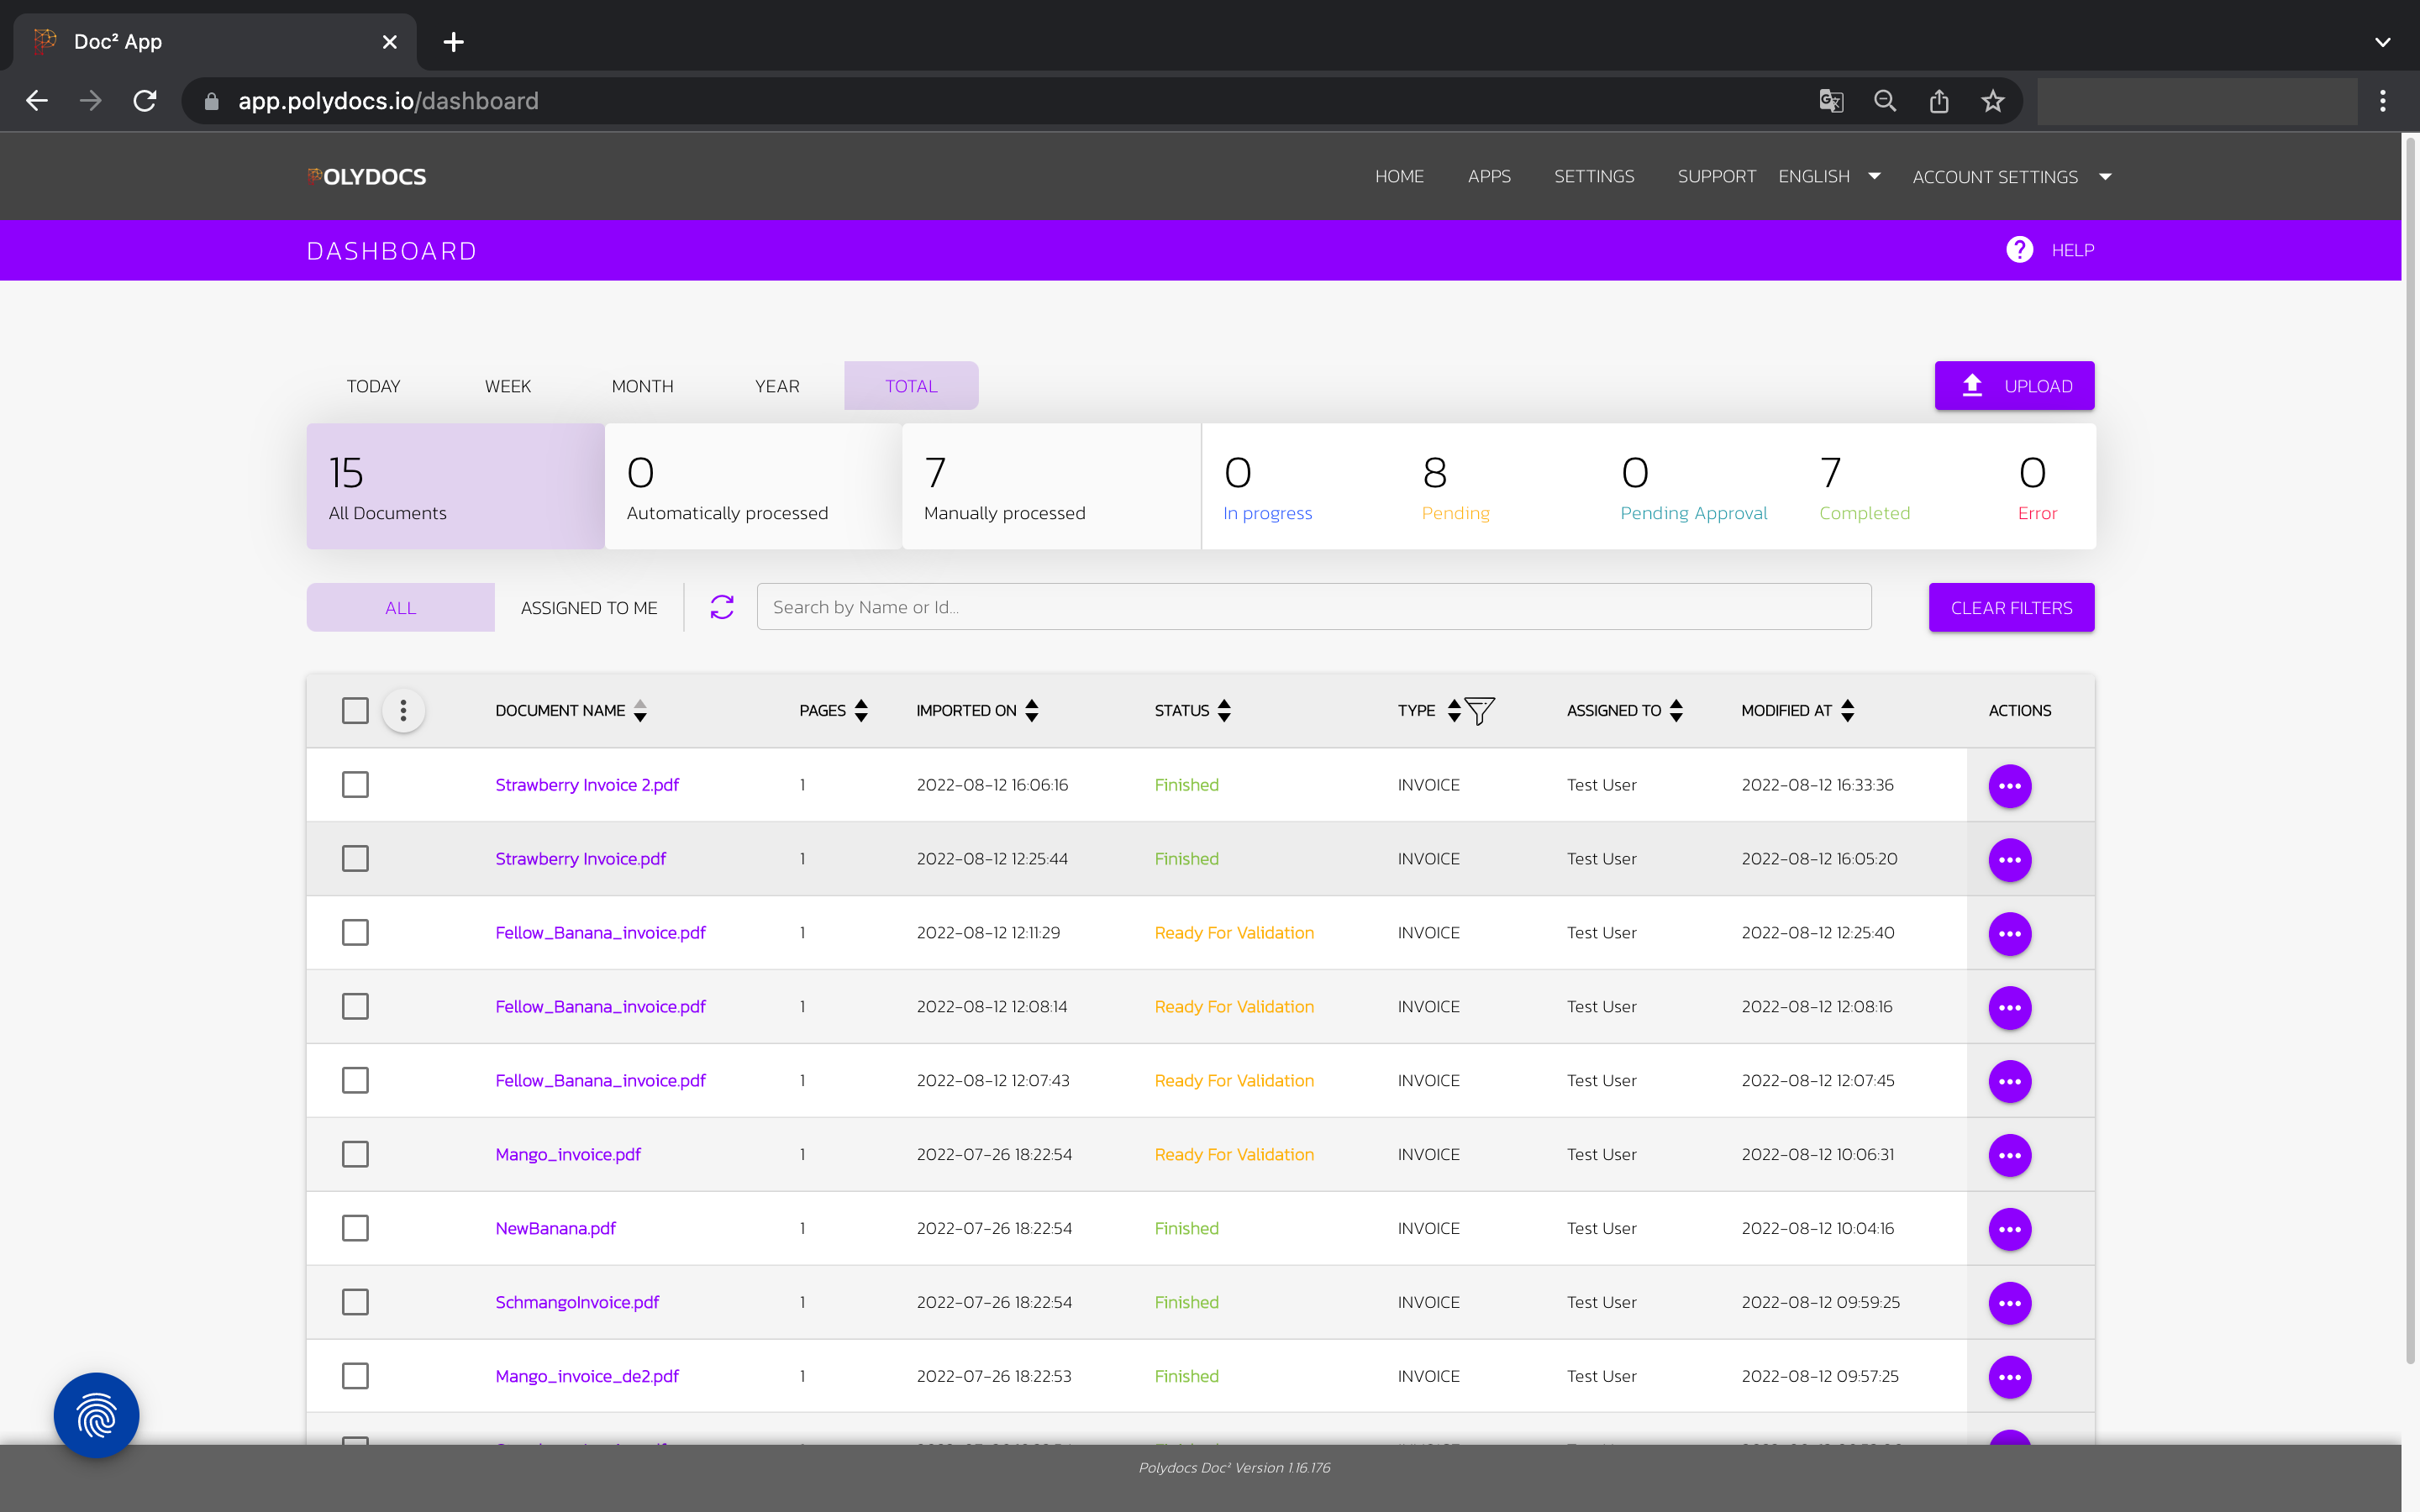 Doc² App
app.polydocs.io/dashboard
POLYDOCS
HOME APPS SETTINGS SUPPORT ENGLISH ACCOUNT SETTINGS
DASHBOARD
? HELP
TODAY WEEK MONTH YEAR TOTAL
UPLOAD
15 0 7 0 8 0 7 0
All Documents Automatically processed Manually processed In progress Pending Pending Approval Completed Error
ALL ASSIGNED TO ME Search by Name or Id... CLEAR FILTERS
DOCUMENT NAME PAGES IMPORTED ON STATUS TYPE ASSIGNED TO MODIFIED AT ACTIONS
Strawberry Invoice 2.pdf 1 2022-08-12 16:06:16 Finished INVOICE Test User 2022-08-12 16:33:36
Strawberry Invoice.pdf 1 2022-08-12 12:25:44 Finished INVOICE Test User 2022-08-12 16:05:20
Fellow_Banana_invoice.pdf 1 2022-08-12 12:11:29 Ready For Validation INVOICE Test User 2022-08-12 12:25:40
Fellow_Banana_invoice.pdf 1 2022-08-12 12:08:14 Ready For Validation INVOICE Test User 2022-08-12 12:08:16
Fellow_Banana_invoice.pdf 1 2022-08-12 12:07:43 Ready For Validation INVOICE Test User 2022-08-12 12:07:45
Mango_invoice.pdf 1 2022-07-26 18:22:54 Ready For Validation INVOICE Test User 2022-08-12 10:06:31
NewBanana.pdf 1 2022-07-26 18:22:54 Finished INVOICE Test User 2022-08-12 10:04:16
SchmangoInvoice.pdf 1 2022-07-26 18:22:54 Finished INVOICE Test User 2022-08-12 09:59:25
Mango_invoice_de2.pdf 1 2022-07-26 18:22:53 Finished INVOICE Test User 2022-08-12 09:57:25
Polydocs Doc² Version 1.16.176